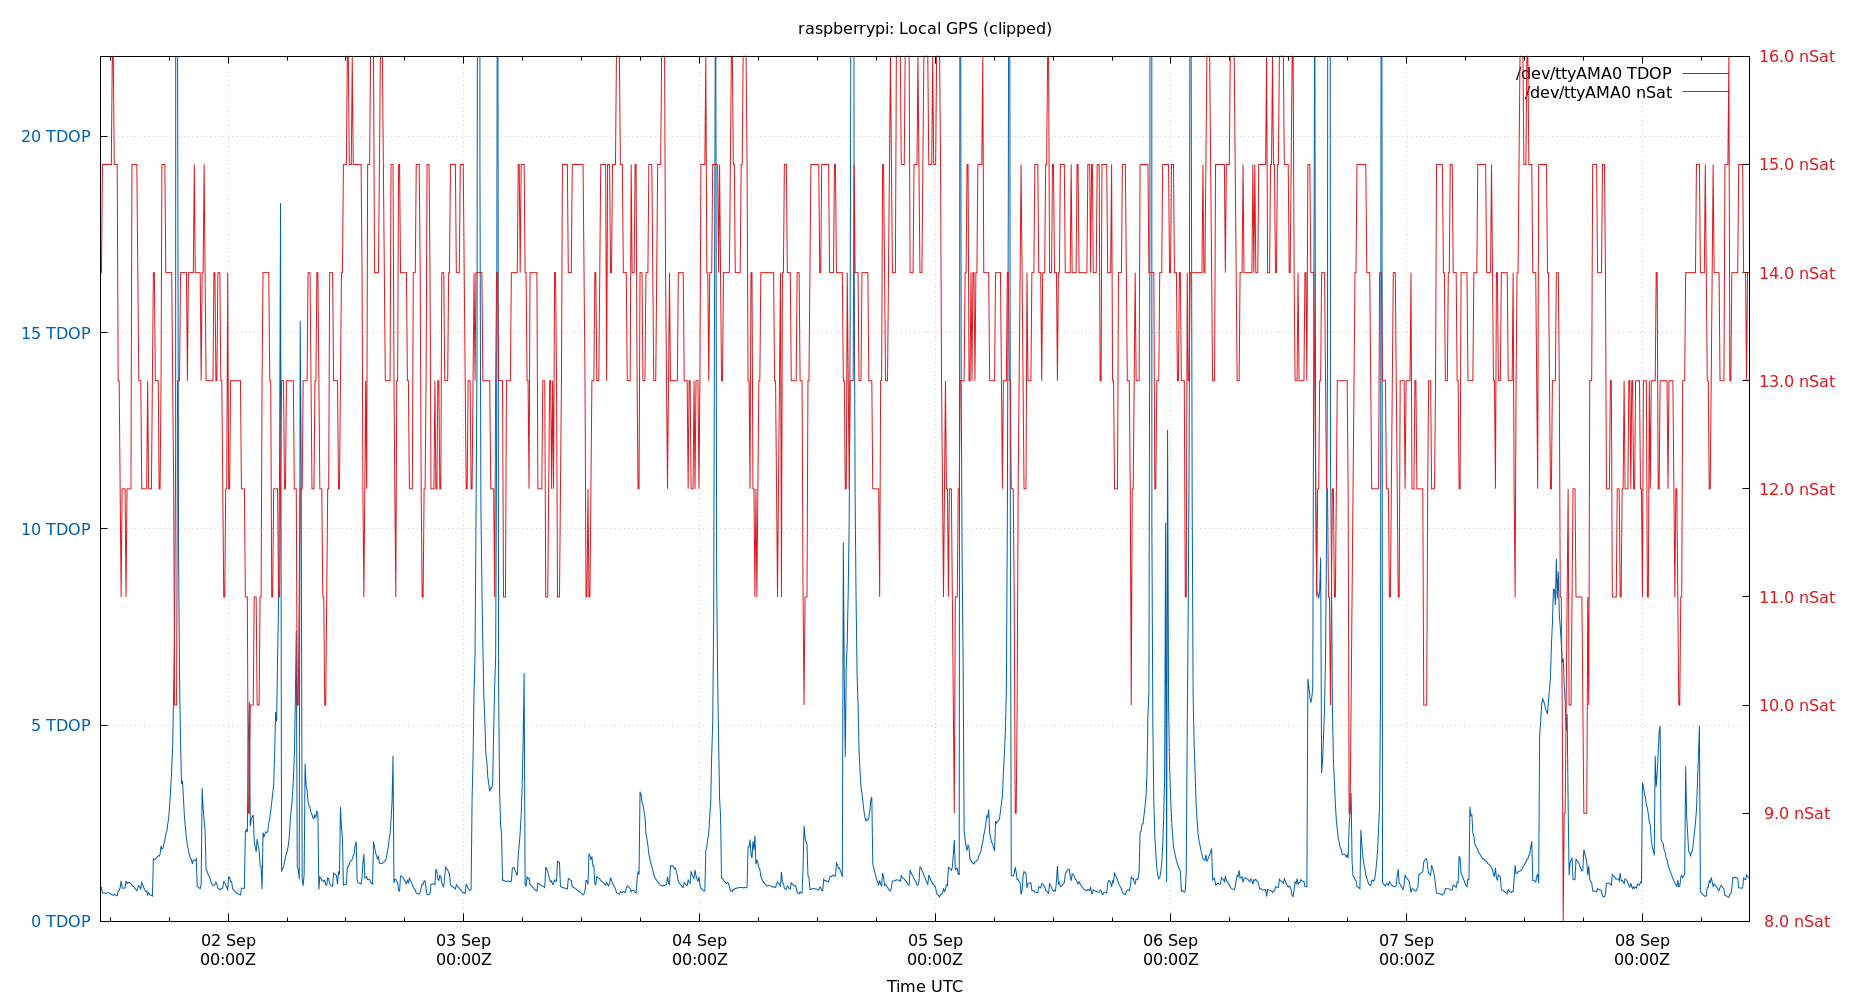 raspberrypi: Local GPS (clipped)
/dev/ttyAMA0 TDOP
/dev/ttyAMA0 nSat
20 TDOP
15 TDOP
10 TDOP
5 TDOP
0 TDOP
16.0 nSat
15.0 nSat
14.0 nSat
13.0 nSat
12.0 nSat
11.0 nSat
10.0 nSat
9.0 nSat
8.0 nSat
02 Sep
00:00Z
03 Sep
00:00Z
04 Sep
00:00Z
05 Sep
00:00Z
06 Sep
00:00Z
07 Sep
00:00Z
08 Sep
00:00Z
Time UTC